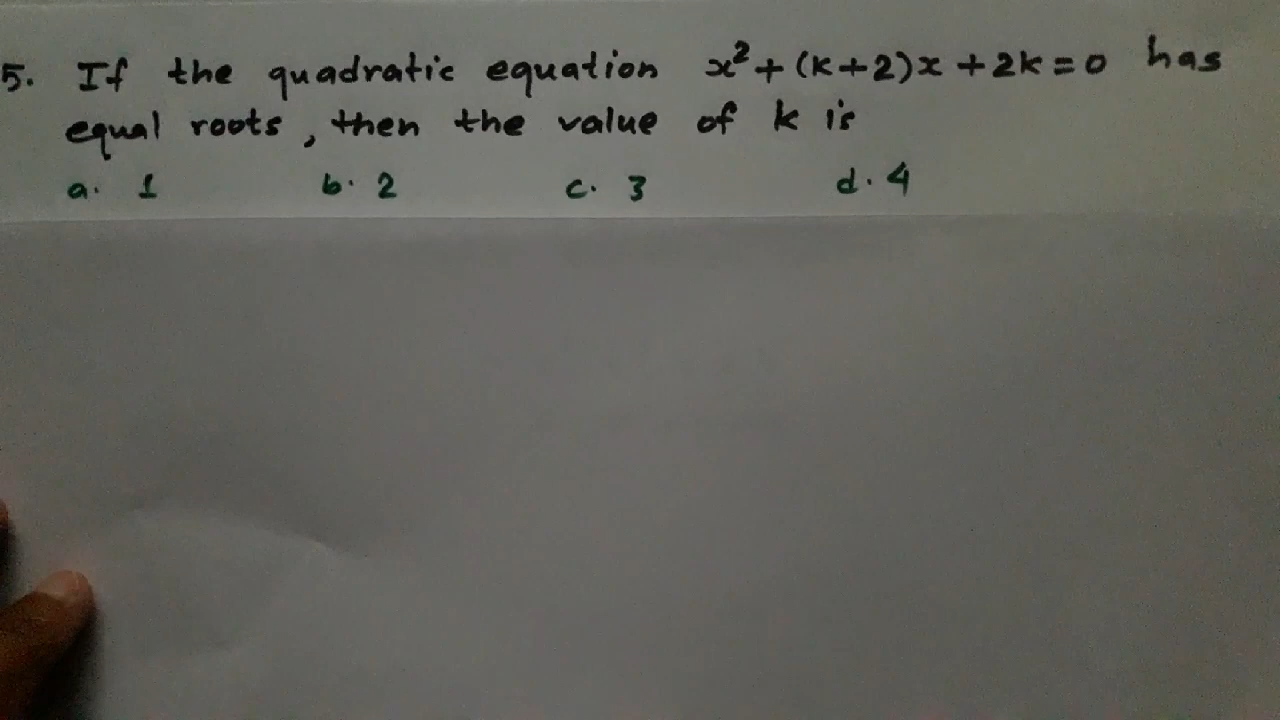 5. If the quadratic equation x²+(k+2)x+2k=0 has
equal roots, then the value of k is
a. 1 b. 2 c. 3 d. 4